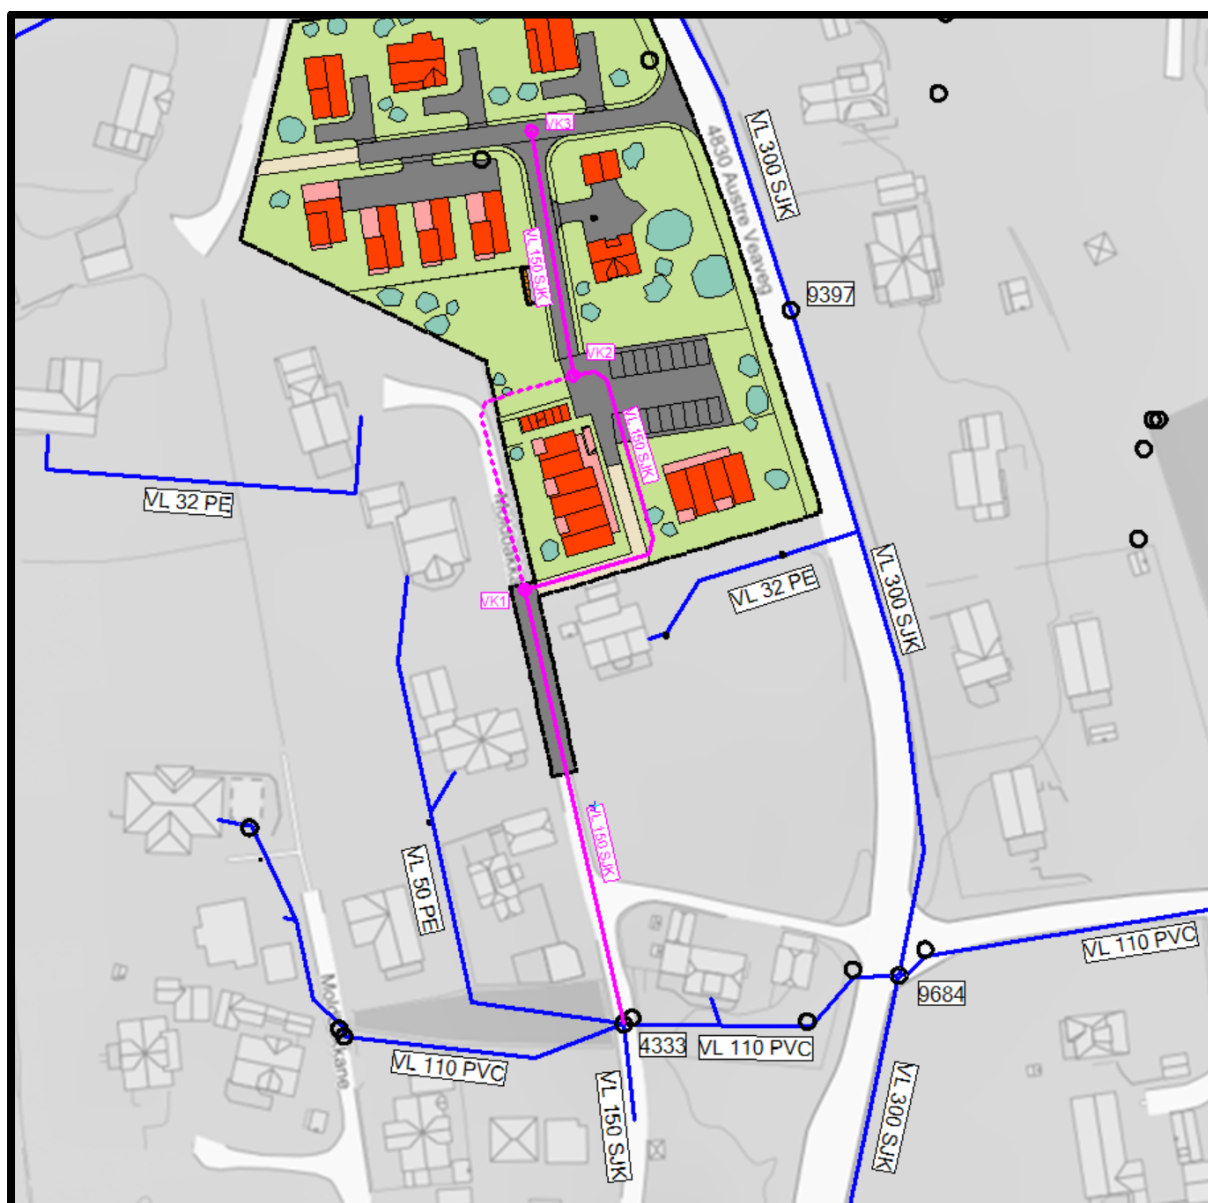 VK3
VL 300 SJK
4830 Austre Veaveg
VL 150 SJK
9397
VK2
VL 150 SJK
VL 32 PE
VL 300 SJK
VL 32 PE
VK1
VL 150 SJK
VL 50 PE
VL 110 PVC
9684
4333
VL 110 PVC
VL 110 PVC
VL 150 SJK
VL 300 SJK